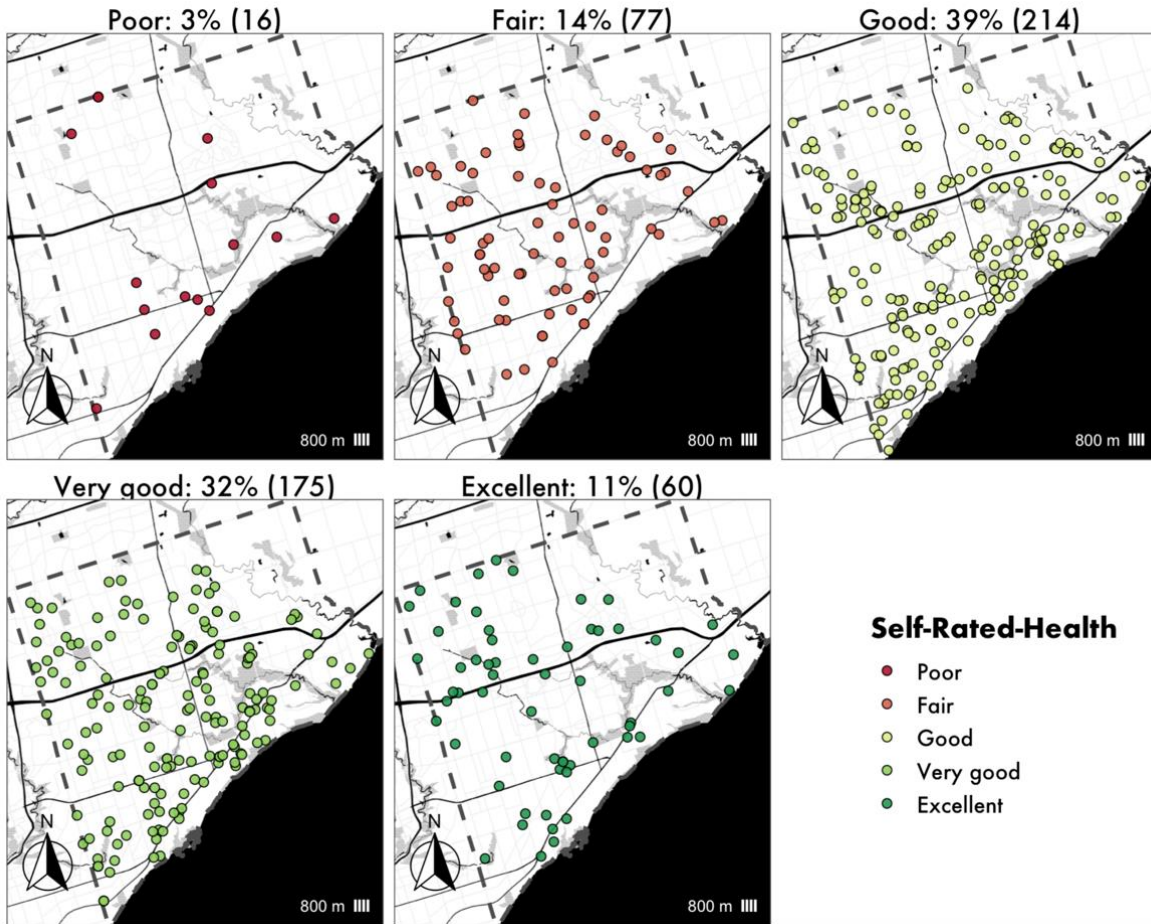 Poor: 3% (16)
Fair: 14% (77)
Good: 39% (214)
N
800 m
N
800 m
N
800 m
Very good: 32% (175)
Excellent: 11% (60)
N
800 m
N
800 m
Self-Rated-Health
Poor
Fair
Good
Very good
Excellent